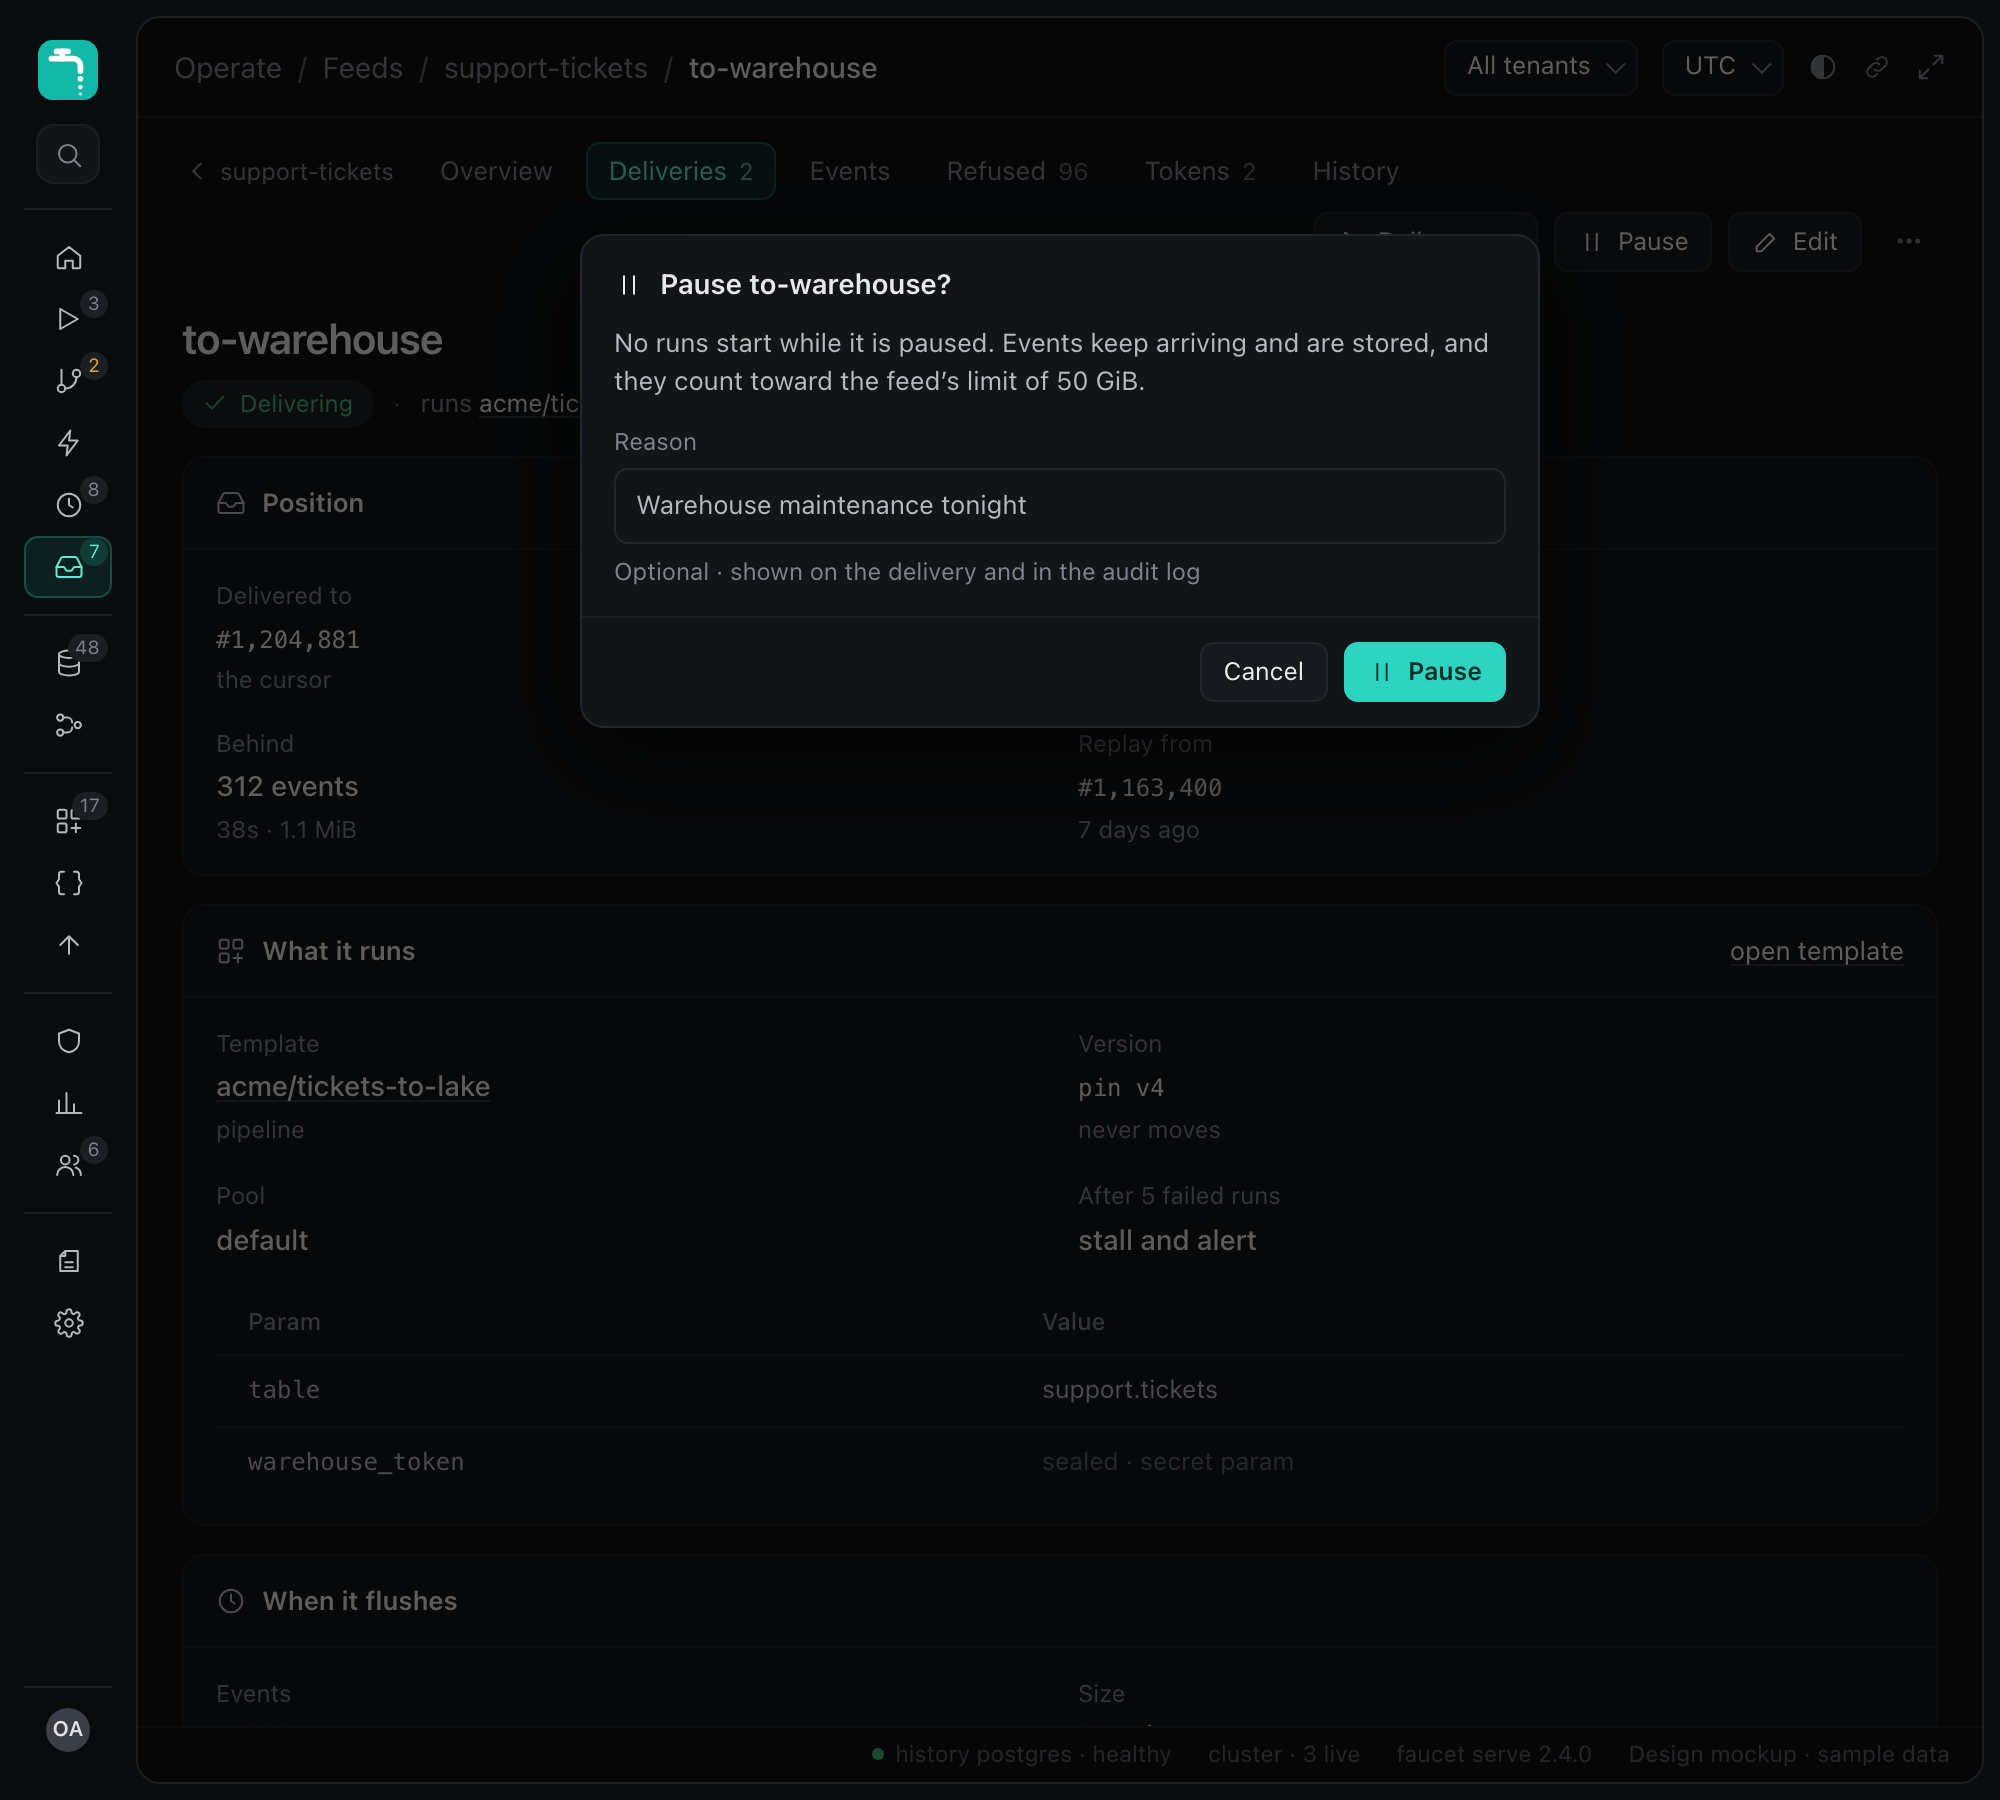 Operate / Feeds / support-tickets / to-warehouse
All tenants
UTC
support-tickets
Overview
Deliveries 2
Events
Refused 96
Tokens 2
History
Pause
Edit
3
2
8
7
48
17
6
OA
to-warehouse
Delivering · runs acme/tic
Pause to-warehouse?
No runs start while it is paused. Events keep arriving and are stored, and
they count toward the feed’s limit of 50 GiB.
Reason
Warehouse maintenance tonight
Optional · shown on the delivery and in the audit log
Cancel
Pause
Position
Delivered to
#1,204,881
the cursor
Behind
312 events
38s · 1.1 MiB
Replay from
#1,163,400
7 days ago
What it runs
open template
Template
acme/tickets-to-lake
pipeline
Version
pin v4
never moves
Pool
default
After 5 failed runs
stall and alert
Param Value
table support.tickets
warehouse_token sealed · secret param
When it flushes
Events
Size
history postgres · healthy
cluster · 3 live
faucet serve 2.4.0
Design mockup · sample data